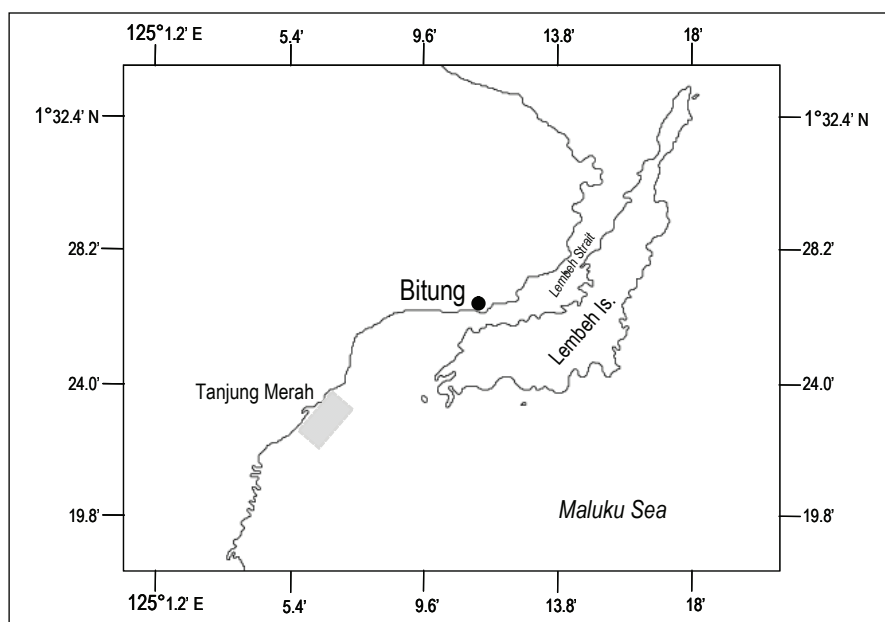 125°1.2' E 5.4' 9.6' 13.8' 18'
1°32.4' N 1°32.4' N
28.2' 28.2'
Lembeh Strait
Bitung
Lembeh Is.
24.0' 24.0'
Tanjung Merah
19.8' Maluku Sea 19.8'
125°1.2' E 5.4' 9.6' 13.8' 18'